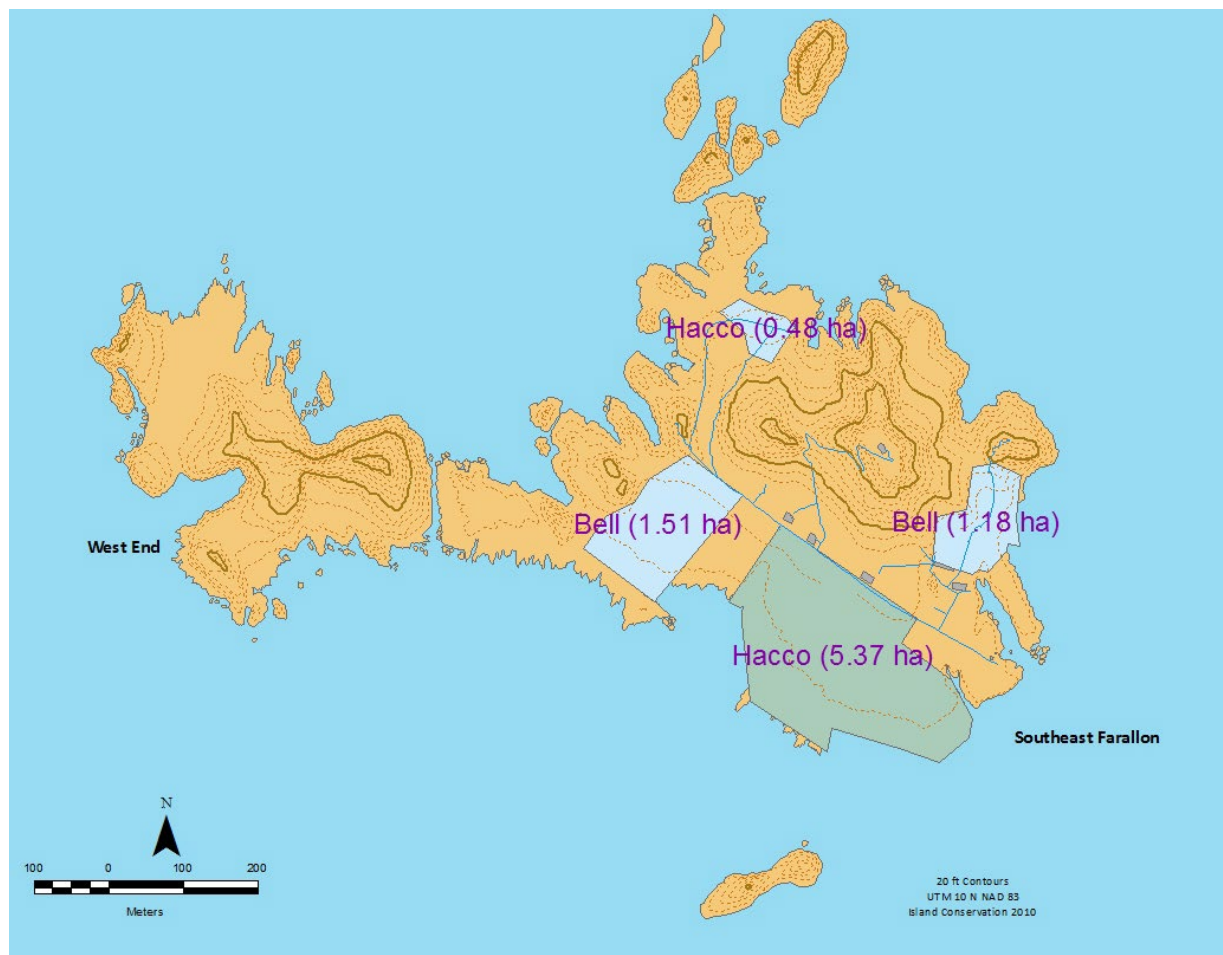 Hacco (0.48 ha)
Bell (1.51 ha)
Bell (1.18 ha)
West End
Hacco (5.37 ha)
Southeast Farallon
N
100 0 100 200
Meters
20 ft Contours
UTM 10 N NAD 83
Island Conservation 2010